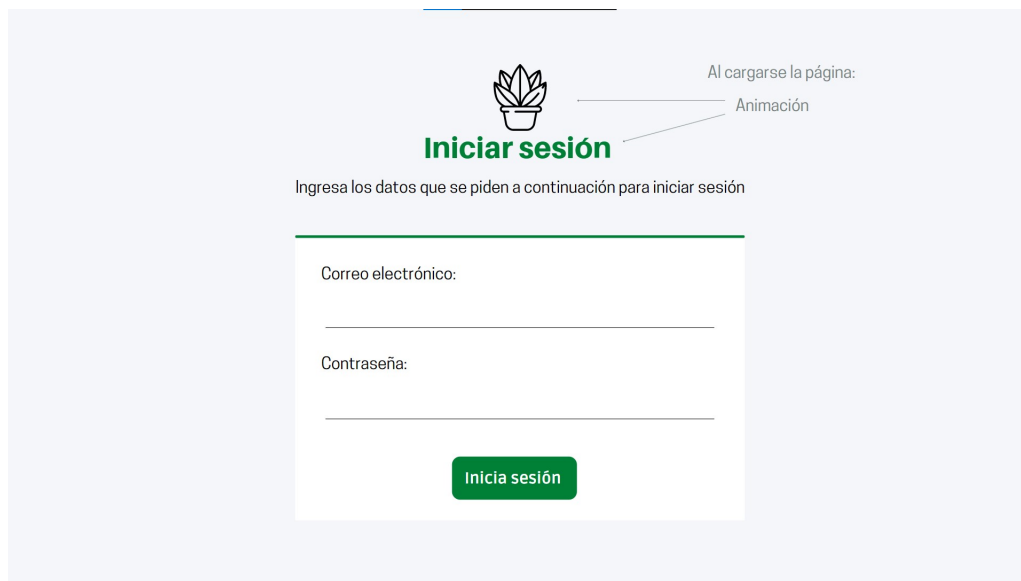 Al cargarse la página:
Animación
Iniciar sesión
Ingresa los datos que se piden a continuación para iniciar sesión
Correo electrónico:
Contraseña:
Inicia sesión